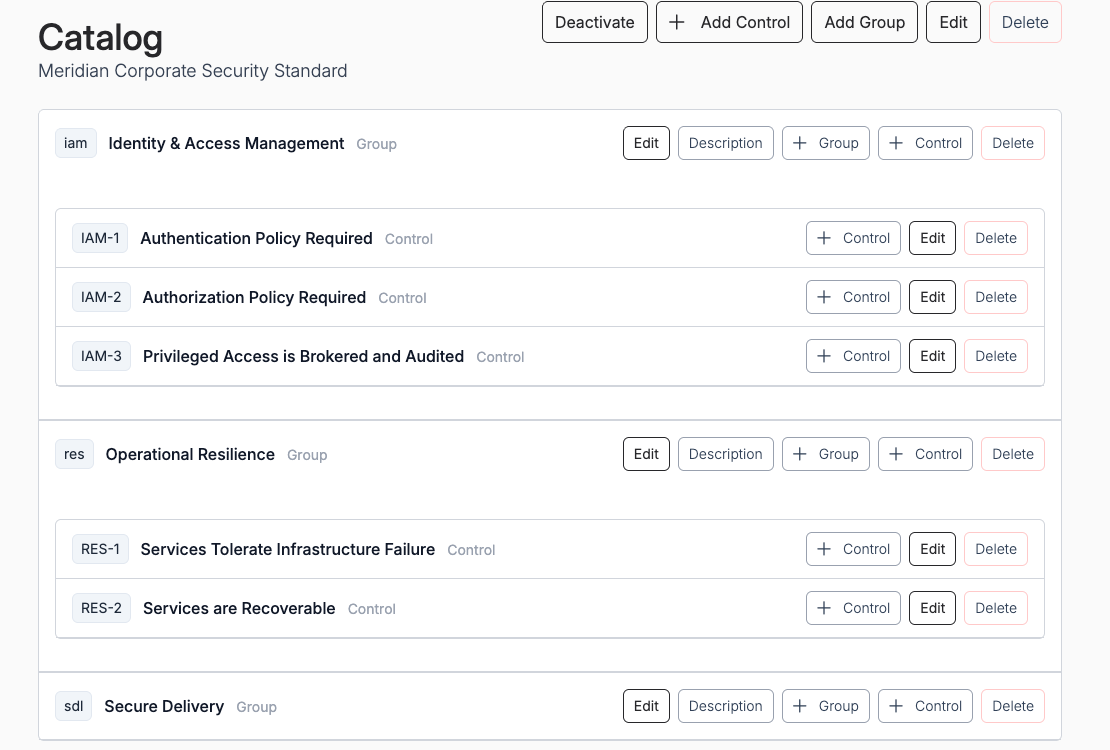 Catalog
Meridian Corporate Security Standard
Deactivate + Add Control Add Group Edit Delete
iam Identity & Access Management Group Edit Description + Group + Control Delete
IAM-1 Authentication Policy Required Control + Control Edit Delete
IAM-2 Authorization Policy Required Control + Control Edit Delete
IAM-3 Privileged Access is Brokered and Audited Control + Control Edit Delete
res Operational Resilience Group Edit Description + Group + Control Delete
RES-1 Services Tolerate Infrastructure Failure Control + Control Edit Delete
RES-2 Services are Recoverable Control + Control Edit Delete
sdl Secure Delivery Group Edit Description + Group + Control Delete